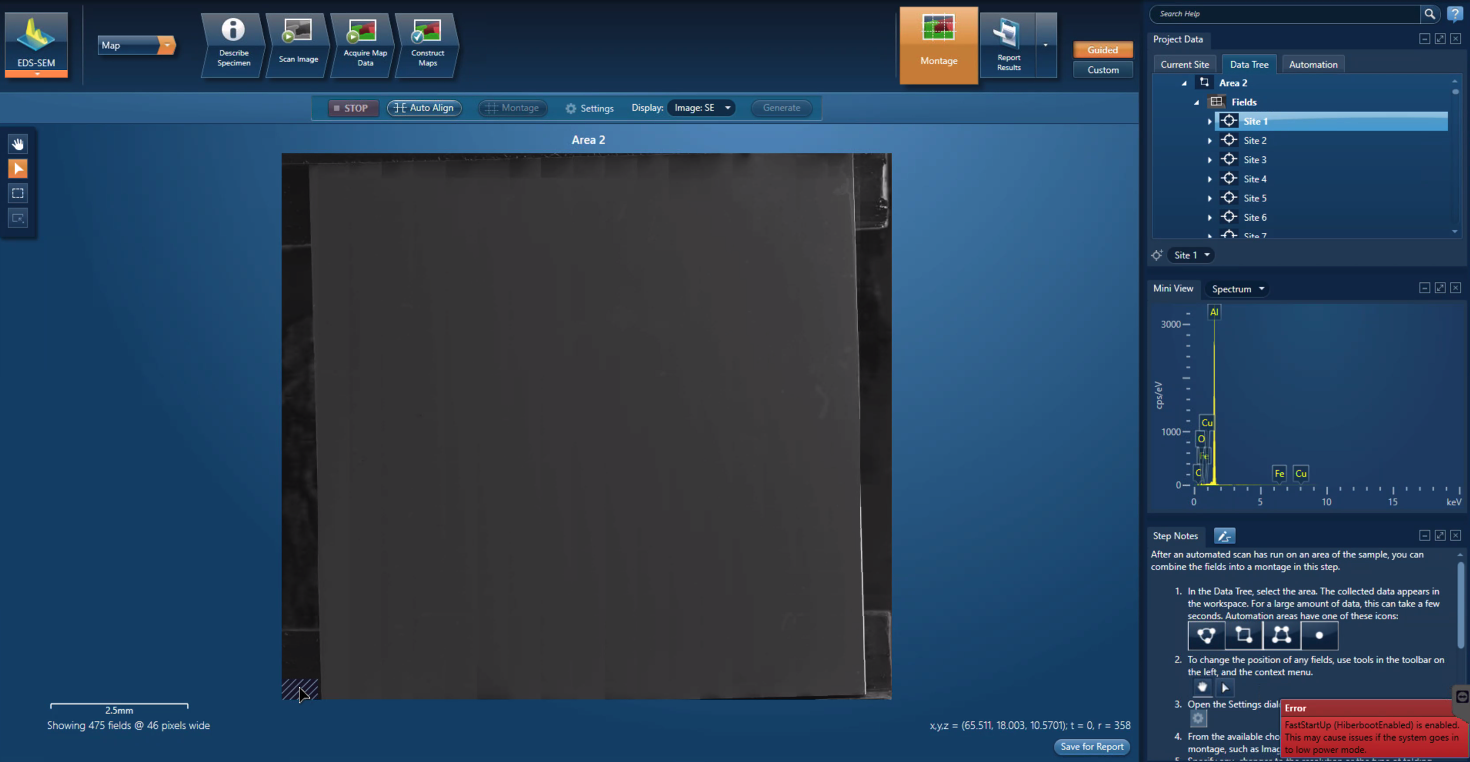 EDS-SEM
Map
Describe
Specimen
Scan Image
Acquire Map
Data
Construct
Maps
Montage
Report
Results
Guided
Custom
STOP
Auto Align
Montage
Settings
Display:
Image: SE
Generate
Area 2
2.5mm
Showing 475 fields @ 46 pixels wide
x,y,z = (65.511, 18.003, 10.5701); t = 0, r = 358
Save for Report
Search Help
?
Project Data
Current Site
Data Tree
Automation
Area 2
Fields
Site 1
Site 2
Site 3
Site 4
Site 5
Site 6
Site 7
Site 1
Mini View
Spectrum
cps/eV
3000
1000
0
Al
Cu
O
Fe
C
Fe
Cu
0
5
10
15
keV
Step Notes
After an automated scan has run on an area of the sample, you can
combine the fields into a montage in this step.
1. In the Data Tree, select the area. The collected data appears in
the workspace. For a large amount of data, this can take a few
seconds. Automation areas have one of these icons:
2. To change the position of any fields, use tools in the toolbar on
the left, and the context menu.
3. Open the Settings
4. From the available
montage, such as
Error
FastStartUp (HiberbootEnabled) is enabled.
This may cause issues if the system goes in
to low power mode.